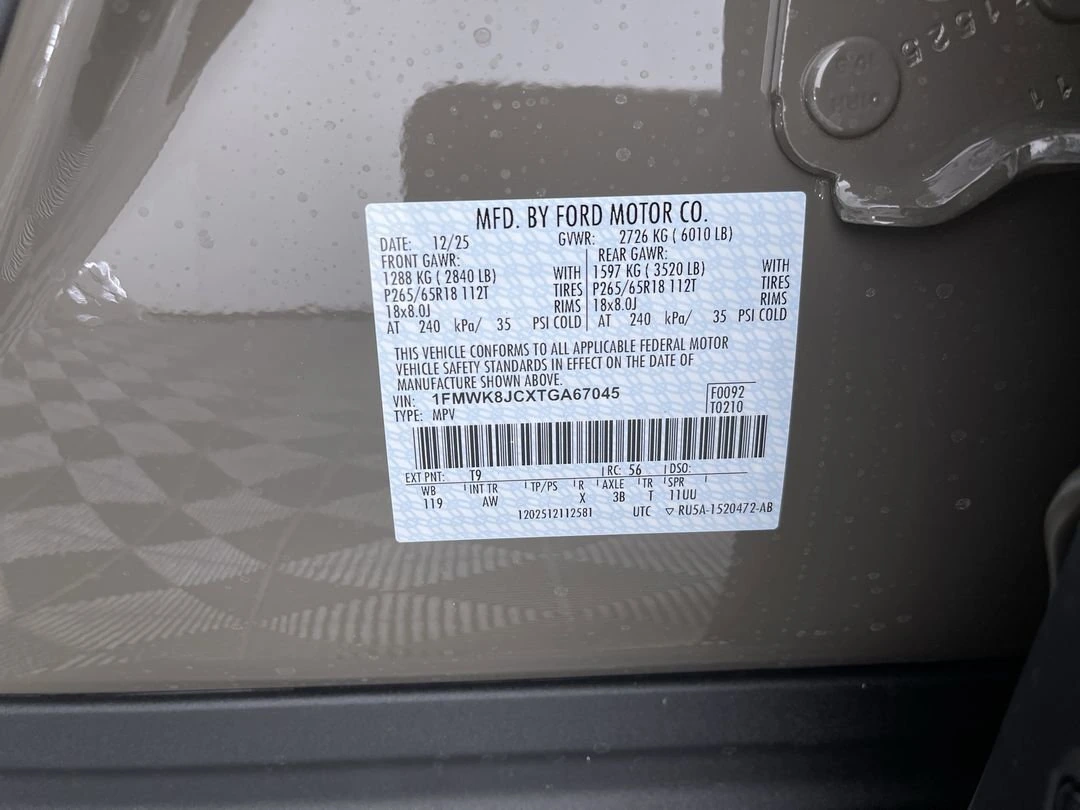 MFD. BY FORD MOTOR CO.
DATE: 12/25 GVWR: 2726 KG ( 6010 LB)
FRONT GAWR: REAR GAWR:
1288 KG ( 2840 LB) WITH 1597 KG ( 3520 LB) WITH
P265/65R18 112T TIRES P265/65R18 112T TIRES
18x8.0J RIMS 18x8.0J RIMS
AT 240 kPa/ 35 PSI COLD AT 240 kPa/ 35 PSI COLD
THIS VEHICLE CONFORMS TO ALL APPLICABLE FEDERAL MOTOR
VEHICLE SAFETY STANDARDS IN EFFECT ON THE DATE OF
MANUFACTURE SHOWN ABOVE.
VIN: 1FMWK8JCXTGA67045 F0092
TYPE: MPV T0210
EXT PNT: T9 RC: 56 DSO:
WB INT TR TP/PS R AXLE TR SPR
119 AW X 3B T 11UU
1202512112581 UTC ▽ RU5A-1520472-AB
1525
11
10.9